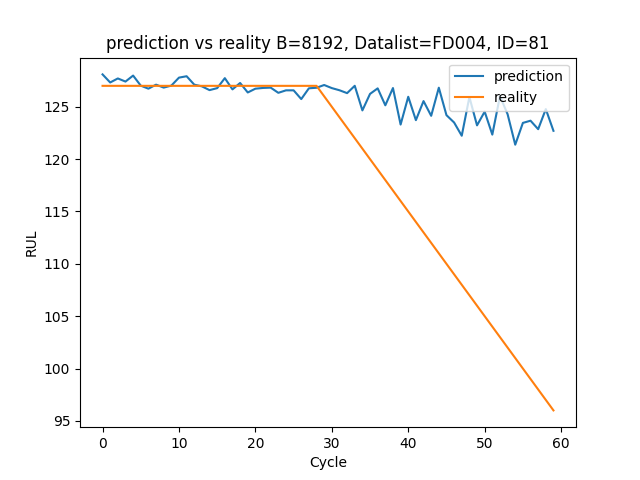 prediction vs reality B=8192, Datalist=FD004, ID=81
prediction
reality
125
120
115
110
105
100
95
RUL
0 10 20 30 40 50 60
Cycle